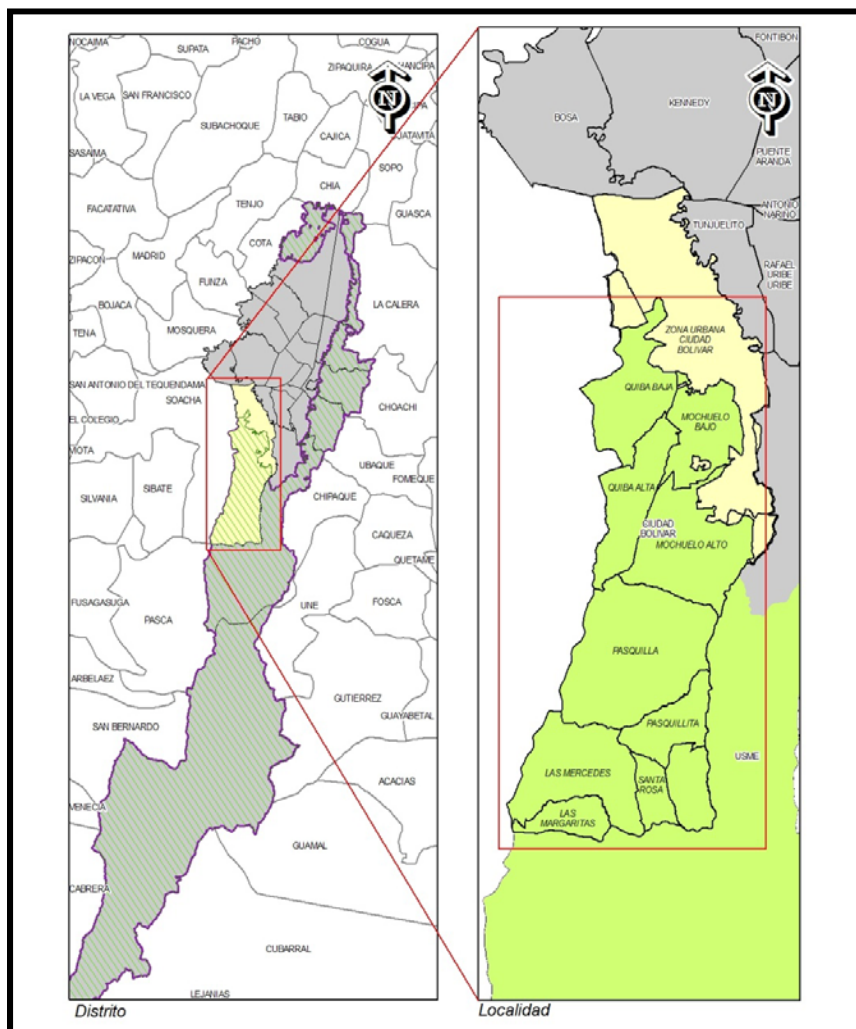 NOCAIMA
SUPATA
PACHO
COGUA
ZIPAQUIRA
N
LA VEGA
SAN FRANCISCO
SUBACHOQUE
TABIO
CAJICA
SASAIMA
TENJO
CHIA
SOPO
FACATATIVA
COTA
GUASCA
ZIPACON
MADRID
FUNZA
BOJACA
LA CALERA
TENA
MOSQUERA
SAN ANTONIO DEL TEQUENDAMA
SOACHA
EL COLEGIO
CHOACHI
SILVANIA
SIBATE
UBAQUE
FOMEQUE
CHIPAQUE
CAQUEZA
QUETAME
FUSAGASUGA
PASCA
UNE
FOSCA
ARBELAEZ
GUTIERREZ
GUAYABETAL
SAN BERNARDO
ACACIAS
VENECIA
GUAMAL
CABRERA
CUBARRAL
LEJANIAS
Distrito
FONTIBON
N
KENNEDY
BOSA
PUENTE
ARANDA
ANTONIO
NARIÑO
TUNJUELITO
RAFAEL
URIBE
URIBE
ZONA URBANA
CIUDAD
BOLIVAR
QUIBA BAJA
MOCHUELO
BAJO
QUIBA ALTA
CIUDAD
BOLIVAR
MOCHUELO ALTO
PASQUILLA
PASQUILLITA
USME
LAS MERCEDES
SANTA
ROSA
LAS
MARGARITAS
Localidad